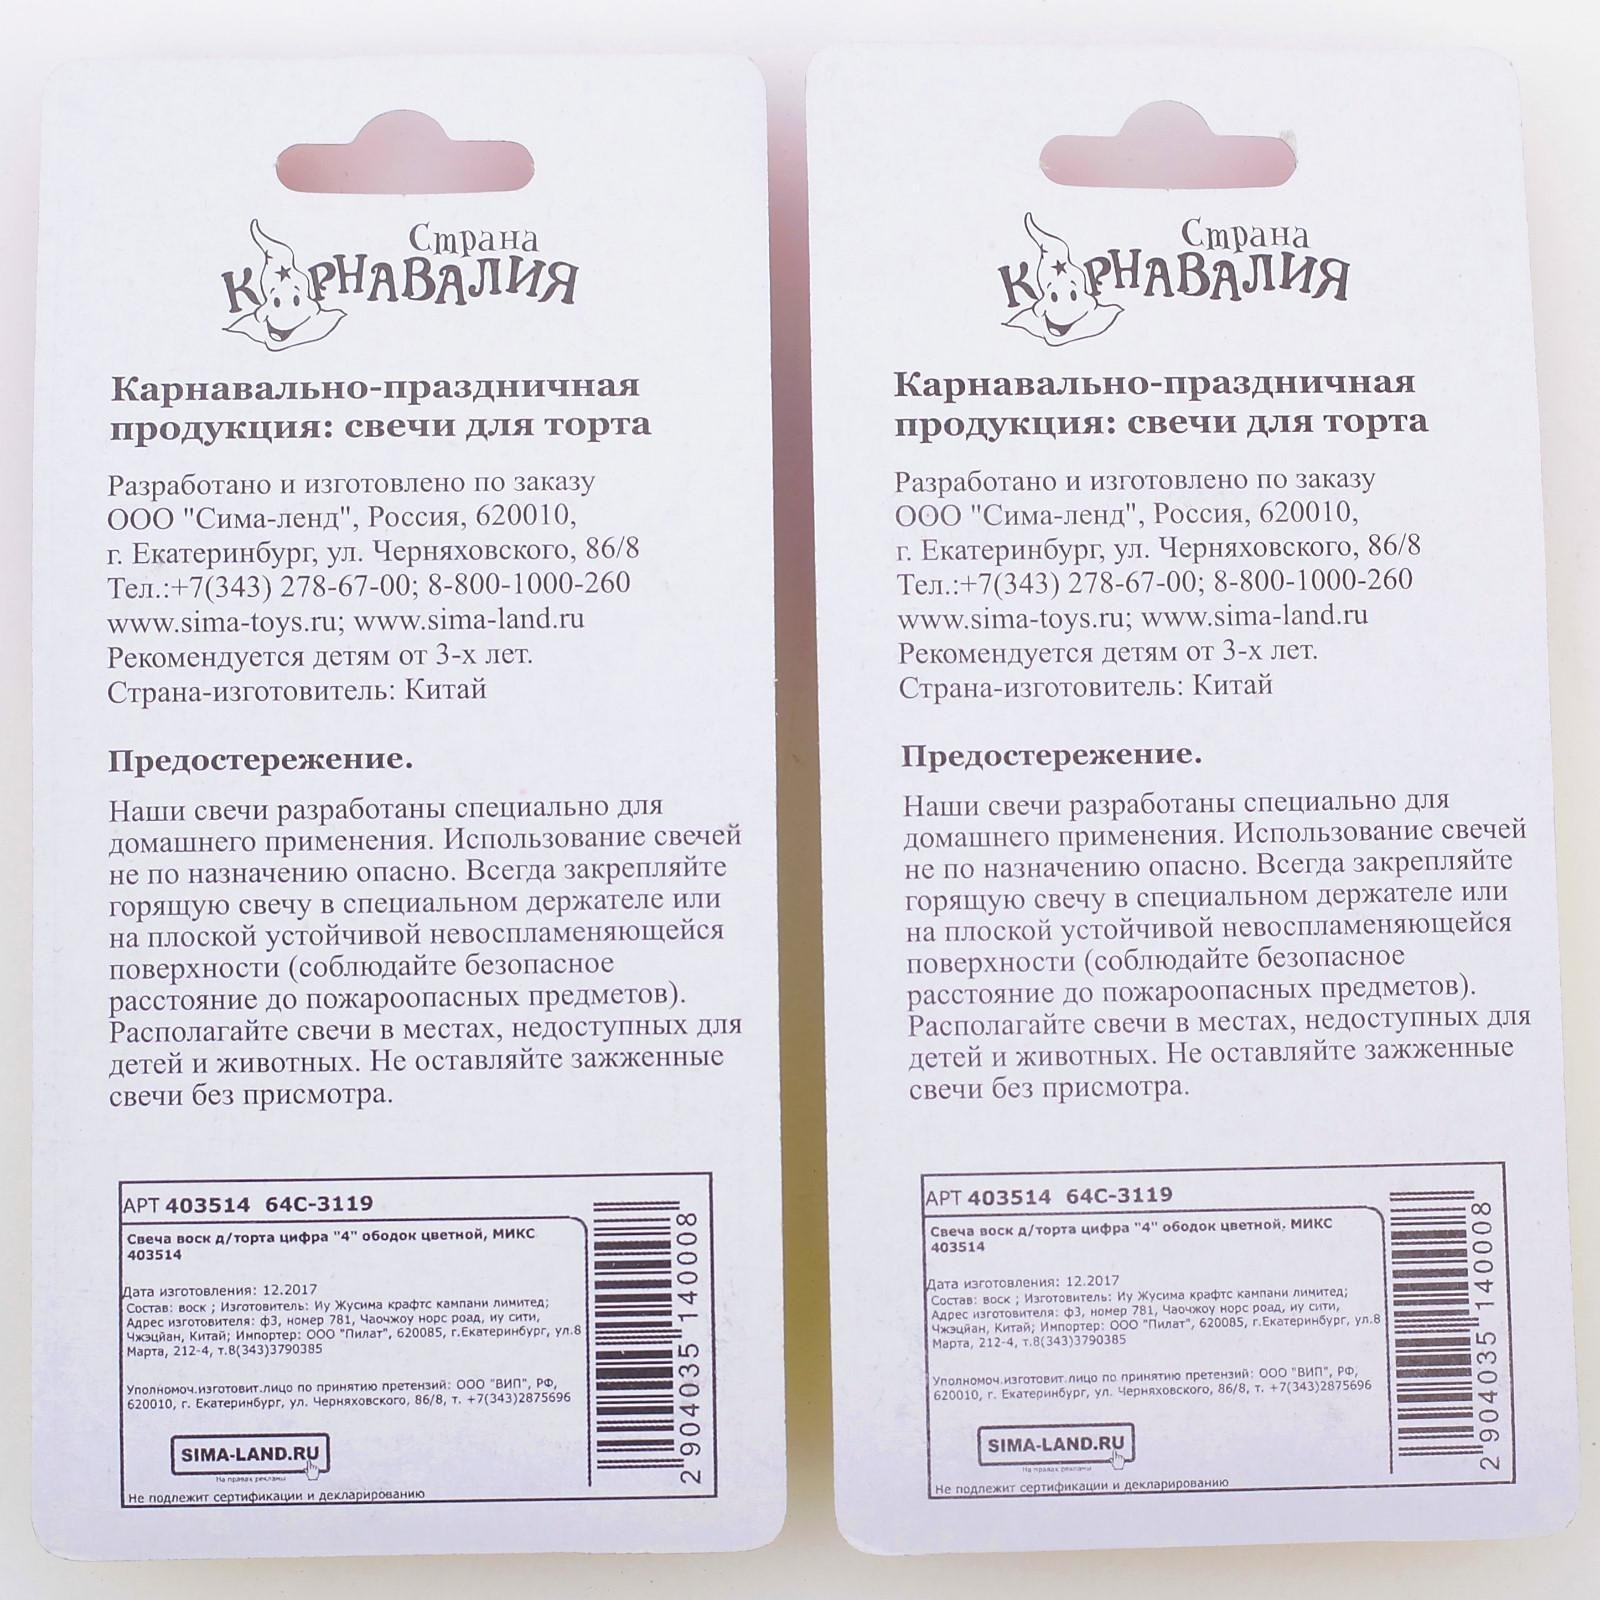 Страна
КАРНАВАЛИЯ
Карнавально-праздничная
продукция: свечи для торта
Разработано и изготовлено по заказу
ООО "Сима-ленд", Россия, 620010,
г. Екатеринбург, ул. Черняховского, 86/8
Тел.:+7(343) 278-67-00; 8-800-1000-260
www.sima-toys.ru; www.sima-land.ru
Рекомендуется детям от 3-х лет.
Страна-изготовитель: Китай
Предостережение.
Наши свечи разработаны специально для
домашнего применения. Использование свечей
не по назначению опасно. Всегда закрепляйте
горящую свечу в специальном держателе или
на плоской устойчивой невоспламеняющейся
поверхности (соблюдайте безопасное
расстояние до пожароопасных предметов).
Располагайте свечи в местах, недоступных для
детей и животных. Не оставляйте зажженные
свечи без присмотра.
АРТ 403514 64С-3119
Свеча воск д/торта цифра "4" ободок цветной, МИКС
403514
Дата изготовления: 12.2017
Состав: воск ; Изготовитель: Иу Жусима крафтс кампани лимитед;
Адрес изготовителя: ф3, номер 781, Чаочжоу норс роад, иу сити,
Чжэцйан, Китай; Импортер: ООО "Пилат", 620085, г.Екатеринбург, ул.8
Марта, 212-4, т.8(343)3790385
Уполномоч.изготовит.лицо по принятию претензий: ООО "ВИП", РФ,
620010, г. Екатеринбург, ул. Черняховского, 86/8, т. +7(343)2875696
SIMA-LAND.RU
На правах рекламы
Не подлежит сертификации и декларированию
2904035140008
Страна
КАРНАВАЛИЯ
Карнавально-праздничная
продукция: свечи для торта
Разработано и изготовлено по заказу
ООО "Сима-ленд", Россия, 620010,
г. Екатеринбург, ул. Черняховского, 86/8
Тел.:+7(343) 278-67-00; 8-800-1000-260
www.sima-toys.ru; www.sima-land.ru
Рекомендуется детям от 3-х лет.
Страна-изготовитель: Китай
Предостережение.
Наши свечи разработаны специально для
домашнего применения. Использование свечей
не по назначению опасно. Всегда закрепляйте
горящую свечу в специальном держателе или
на плоской устойчивой невоспламеняющейся
поверхности (соблюдайте безопасное
расстояние до пожароопасных предметов).
Располагайте свечи в местах, недоступных для
детей и животных. Не оставляйте зажженные
свечи без присмотра.
АРТ 403514 64С-3119
Свеча воск д/торта цифра "4" ободок цветной, МИКС
403514
Дата изготовления: 12.2017
Состав: воск ; Изготовитель: Иу Жусима крафтс кампани лимитед;
Адрес изготовителя: ф3, номер 781, Чаочжоу норс роад, иу сити,
Чжэцйан, Китай; Импортер: ООО "Пилат", 620085, г.Екатеринбург, ул.8
Марта, 212-4, т.8(343)3790385
Уполномоч.изготовит.лицо по принятию претензий: ООО "ВИП", РФ,
620010, г. Екатеринбург, ул. Черняховского, 86/8, т. +7(343)2875696
SIMA-LAND.RU
На правах рекламы
Не подлежит сертификации и декларированию
2904035140008